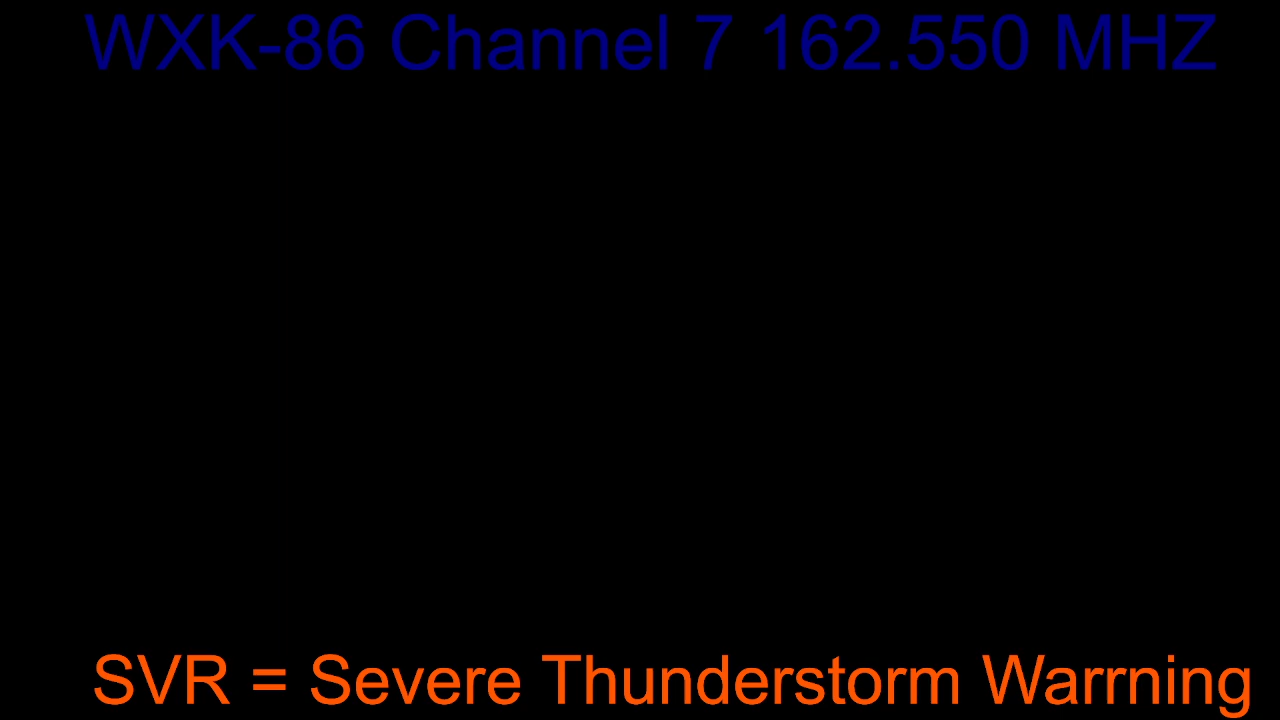 WXK-86 Channel 7 162.550 MHZ
SVR = Severe Thunderstorm Warrning